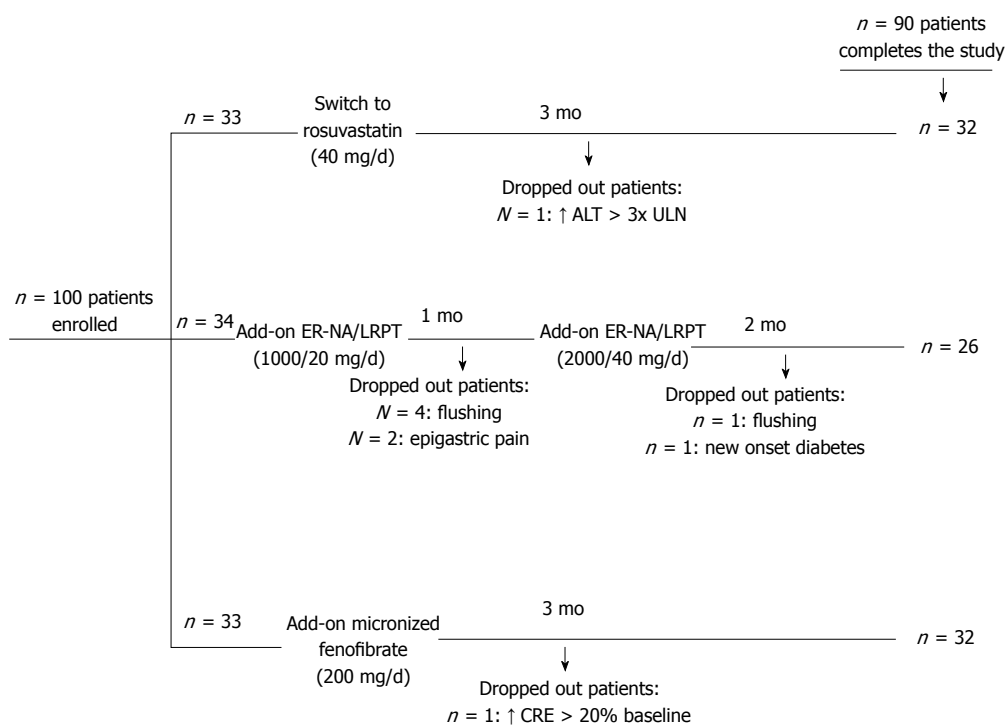 n = 90 patients
completes the study
n = 33
Switch to
rosuvastatin
(40 mg/d)
3 mo
n = 32
Dropped out patients:
N = 1: ↑ ALT > 3x ULN
n = 100 patients
enrolled
n = 34
Add-on ER-NA/LRPT
(1000/20 mg/d)
1 mo
Add-on ER-NA/LRPT
(2000/40 mg/d)
2 mo
n = 26
Dropped out patients:
N = 4: flushing
N = 2: epigastric pain
Dropped out patients:
n = 1: flushing
n = 1: new onset diabetes
n = 33
Add-on micronized
fenofibrate
(200 mg/d)
3 mo
n = 32
Dropped out patients:
n = 1: ↑ CRE > 20% baseline